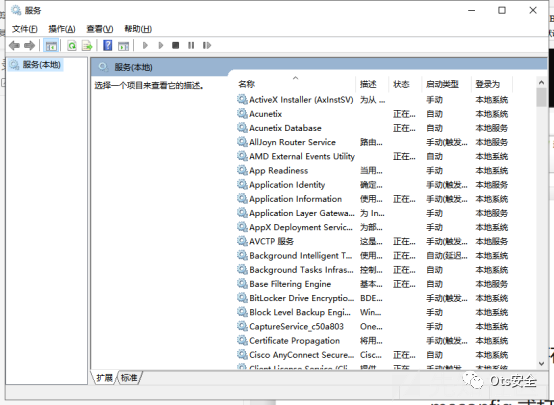 服务
文件(F) 操作(A) 查看(V) 帮助(H)
服务(本地)
服务(本地)
选择一个项目来查看它的描述。
名称 描述 状态 启动类型 登录为
ActiveX Installer (AxInstSV) 为从 ... 手动 本地系统
Acunetix 正在... 自动 本地系统
Acunetix Database 正在... 自动 本地服务
AllJoyn Router Service 路由... 手动(触发... 本地服务
AMD External Events Utility 正在... 自动 本地系统
App Readiness 当用... 手动 本地系统
Application Identity 确定... 手动(触发... 本地服务
Application Information 使用... 正在... 手动(触发... 本地系统
Application Layer Gatewa... 为 In... 手动 本地服务
AppX Deployment Servic... 为部... 手动 本地系统
AVCTP 服务 这是... 正在... 手动(触发... 本地服务
Background Intelligent T... 使用... 正在... 自动(延迟... 本地系统
Background Tasks Infras... 控制... 正在... 自动 本地系统
Base Filtering Engine 基本... 正在... 自动 本地服务
BitLocker Drive Encryptio... BDE... 手动(触发... 本地系统
Block Level Backup Engi... Win... 手动 本地系统
CaptureService_c50a803 One... 手动 本地系统
Certificate Propagation 将用... 手动(触发... 本地系统
Cisco AnyConnect Secure... Cisc... 正在... 自动 本地系统
Client License Service (Cli... 提供... 正在... 手动(触发... 本地系统
扩展 标准
Ots安全